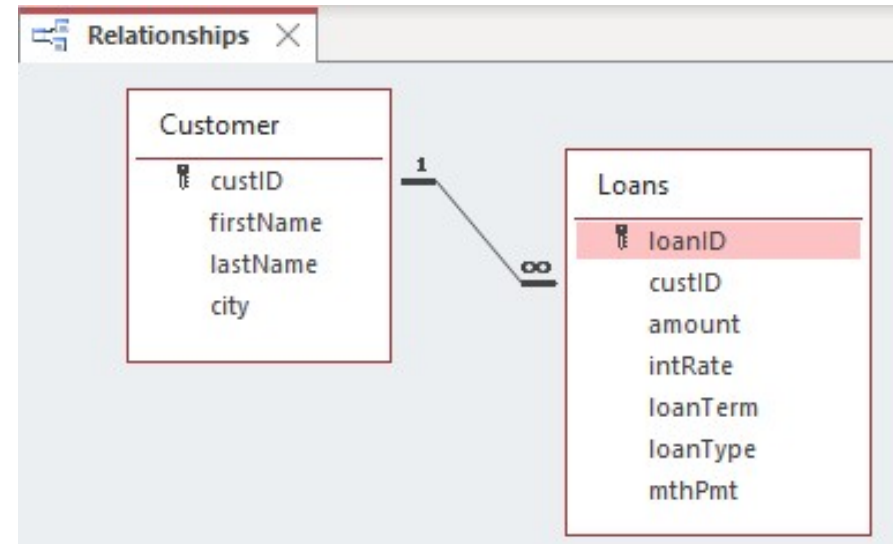 Relationships
Customer
custID
firstName
lastName
city
1
∞
Loans
loanID
custID
amount
intRate
loanTerm
loanType
mthPmt